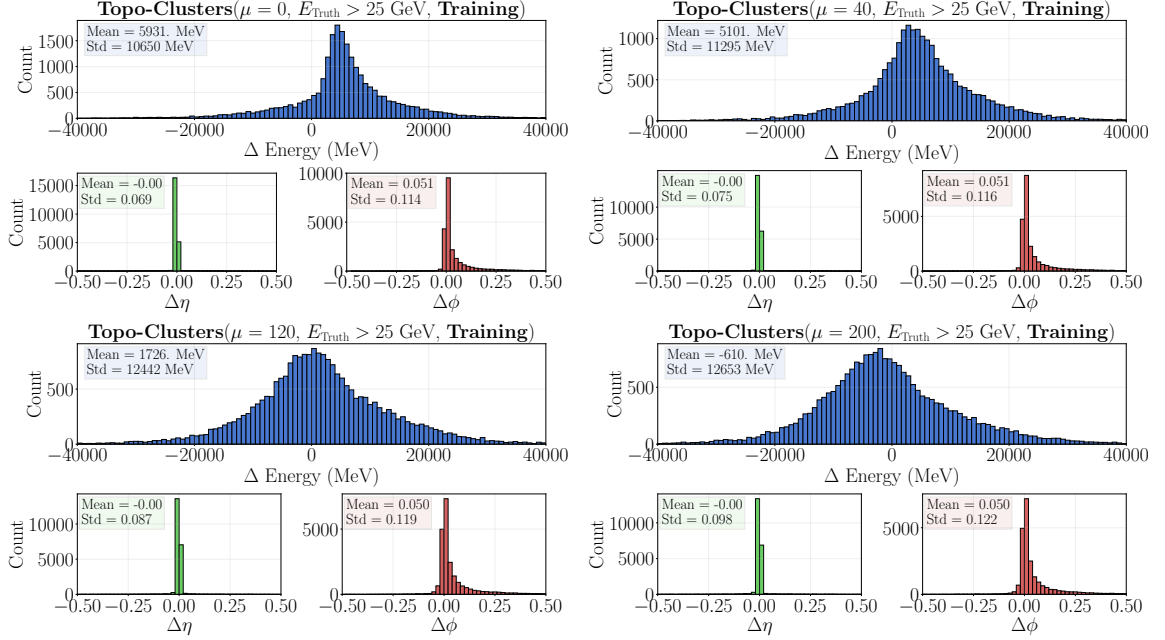 Topo-Clusters(μ = 0, E_Truth > 25 GeV, Training)
Mean = 5931. MeV
Std = 10650 MeV
Count
1500
1000
500
0
−40000 −20000 0 20000 40000
Δ Energy (MeV)
Mean = -0.00
Std = 0.069
Count
15000
10000
5000
0
−0.50 −0.25 0.00 0.25 0.50
Δη
Mean = 0.051
Std = 0.114
10000
5000
0
−0.50 −0.25 0.00 0.25 0.50
Δϕ
Topo-Clusters(μ = 40, E_Truth > 25 GeV, Training)
Mean = 5101. MeV
Std = 11295 MeV
Count
1000
500
0
−40000 −20000 0 20000 40000
Δ Energy (MeV)
Mean = -0.00
Std = 0.075
Count
10000
5000
0
−0.50 −0.25 0.00 0.25 0.50
Δη
Mean = 0.051
Std = 0.116
5000
0
−0.50 −0.25 0.00 0.25 0.50
Δϕ
Topo-Clusters(μ = 120, E_Truth > 25 GeV, Training)
Mean = 1726. MeV
Std = 12442 MeV
Count
500
0
−40000 −20000 0 20000 40000
Δ Energy (MeV)
Mean = -0.00
Std = 0.087
Count
10000
5000
0
−0.50 −0.25 0.00 0.25 0.50
Δη
Mean = 0.050
Std = 0.119
5000
0
−0.50 −0.25 0.00 0.25 0.50
Δϕ
Topo-Clusters(μ = 200, E_Truth > 25 GeV, Training)
Mean = -610. MeV
Std = 12653 MeV
Count
500
0
−40000 −20000 0 20000 40000
Δ Energy (MeV)
Mean = -0.00
Std = 0.098
Count
10000
5000
0
−0.50 −0.25 0.00 0.25 0.50
Δη
Mean = 0.050
Std = 0.122
5000
0
−0.50 −0.25 0.00 0.25 0.50
Δϕ